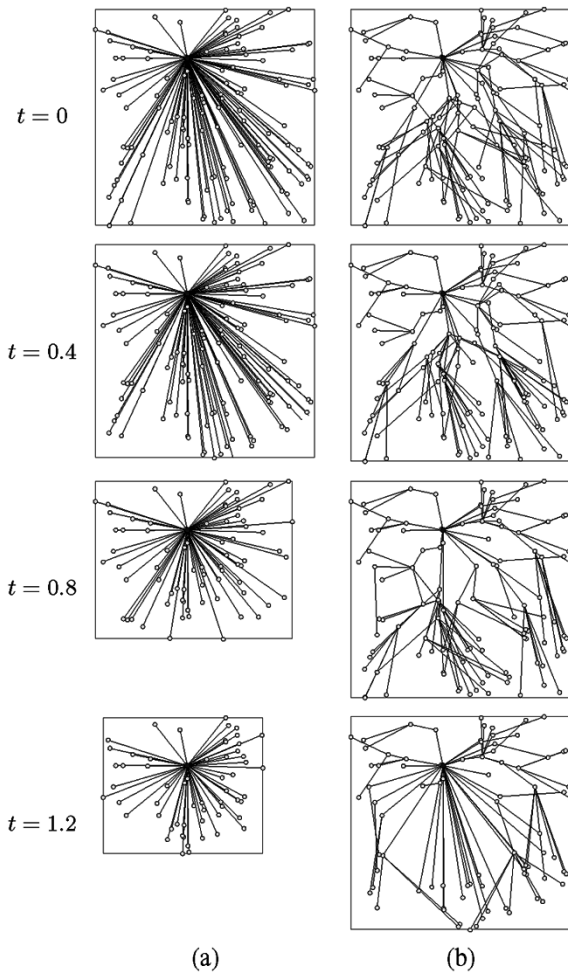 t = 0
t = 0.4
t = 0.8
t = 1.2
(a) (b)